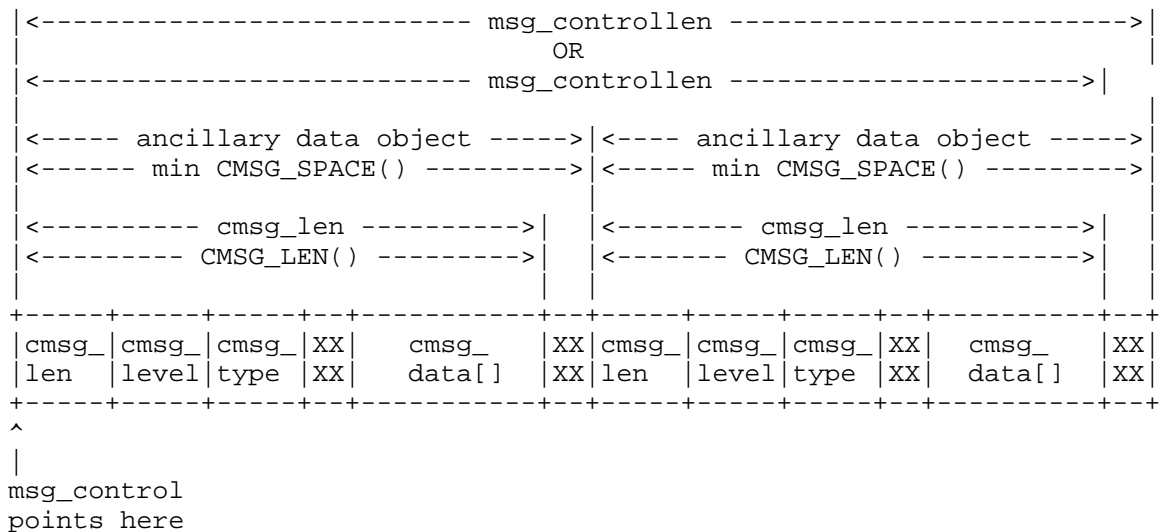 |<--------------------------- msg_controllen -------------------------->|
|                                  OR                                   |
|<--------------------------- msg_controllen ---------------------->|
|                                                                       |
|<----- ancillary data object ----->|<---- ancillary data object ----->|
|<------ min CMSG_SPACE() --------->|<----- min CMSG_SPACE() --------->|
|                                   |                                   |
|<---------- cmsg_len ---------->|  |<-------- cmsg_len ----------->|  |
|<--------- CMSG_LEN() --------->|  |<------- CMSG_LEN() ---------->|  |
|                                |  |                               |  |
+-----+-----+-----+--+-----------+--+-----+-----+-----+--+----------+--+
|cmsg_|cmsg_|cmsg_|XX|   cmsg_   |XX|cmsg_|cmsg_|cmsg_|XX|  cmsg_   |XX|
|len  |level|type |XX|   data[]  |XX|len  |level|type |XX|  data[]  |XX|
+-----+-----+-----+--+-----------+--+-----+-----+-----+--+----------+--+
^
|
msg_control
points here